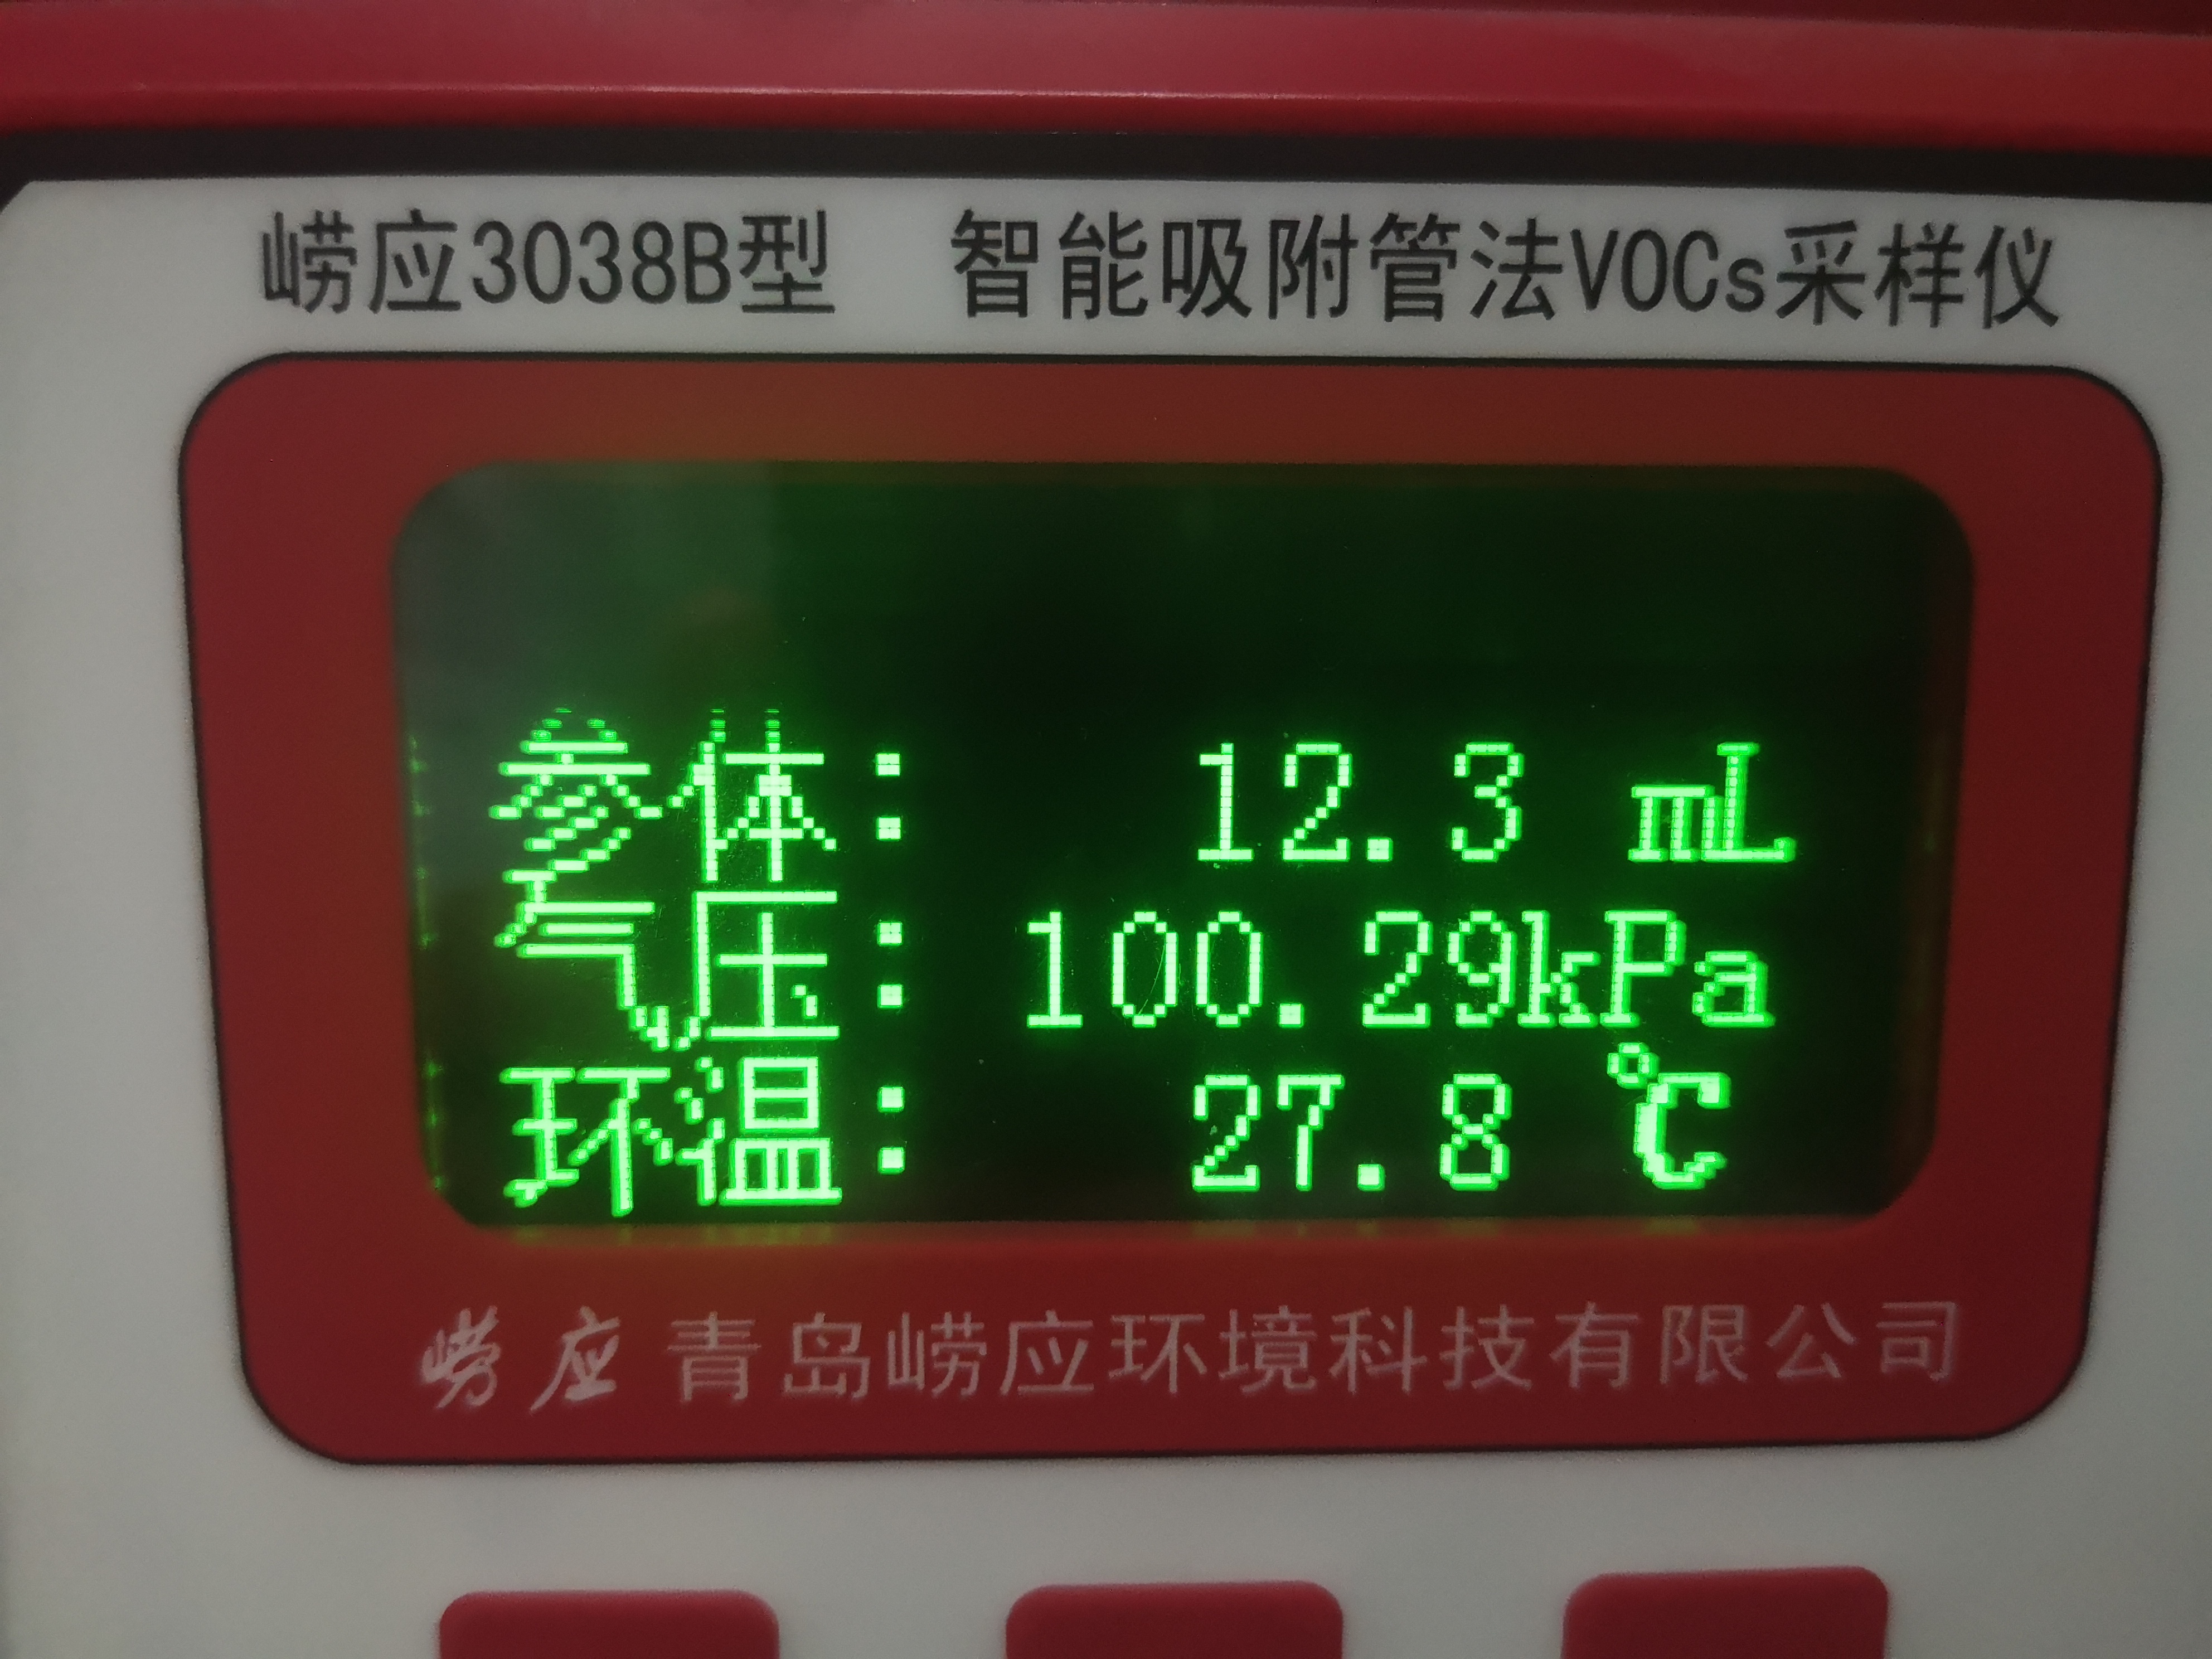 崂应3038B型 智能吸附管法VOCs采样仪
参体: 12.3 mL
气压: 100.29kPa
环温: 27.8 ℃
崂应 青岛崂应环境科技有限公司